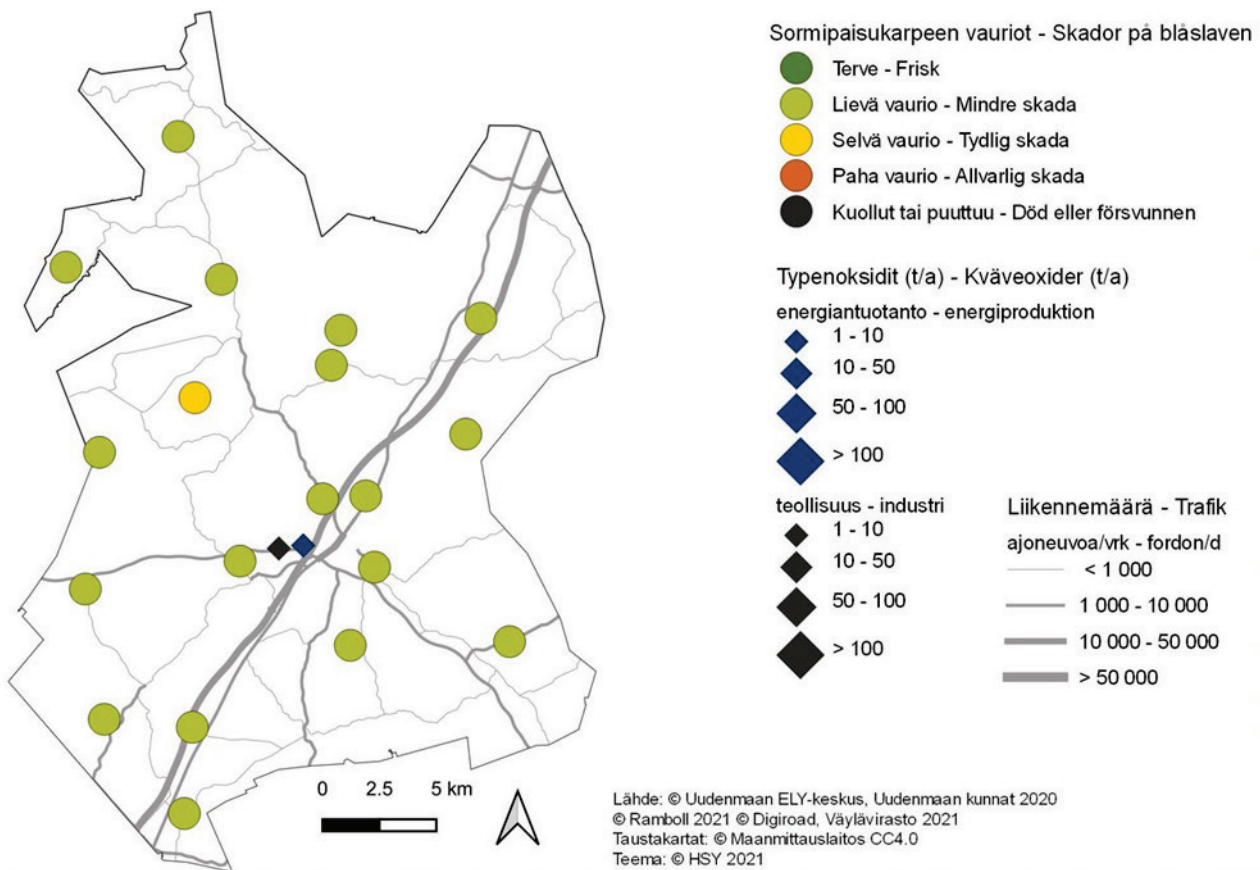 Sormipaisukarpeen vauriot - Skador på blåslaven
Terve - Frisk
Lievä vaurio - Mindre skada
Selvä vaurio - Tydlig skada
Paha vaurio - Allvarlig skada
Kuollut tai puuttuu - Död eller försvunnen
Typenoksidit (t/a) - Kväveoxider (t/a)
energiantuotanto - energiproduktion
1 - 10
10 - 50
50 - 100
> 100
teollisuus - industri
1 - 10
10 - 50
50 - 100
> 100
Liikennemäärä - Trafik
ajoneuvoa/vrk - fordon/d
< 1 000
1 000 - 10 000
10 000 - 50 000
> 50 000
0 2.5 5 km
Lähde: © Uudenmaan ELY-keskus, Uudenmaan kunnat 2020
© Ramboll 2021 © Digiroad, Väylävirasto 2021
Taustakartat: © Maanmittauslaitos CC4.0
Teema: © HSY 2021